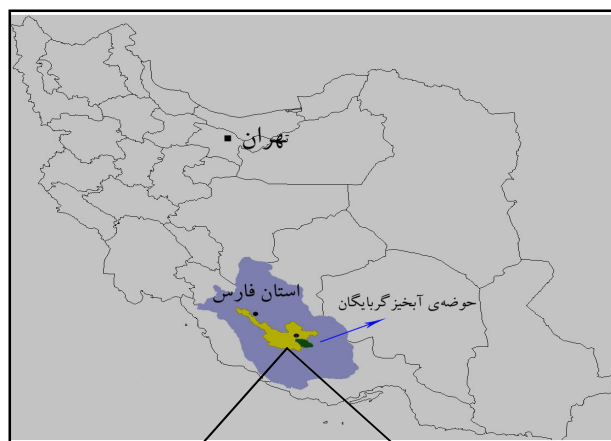 تهران
استان فارس
حوضه‌ی آبخیز گربایگان